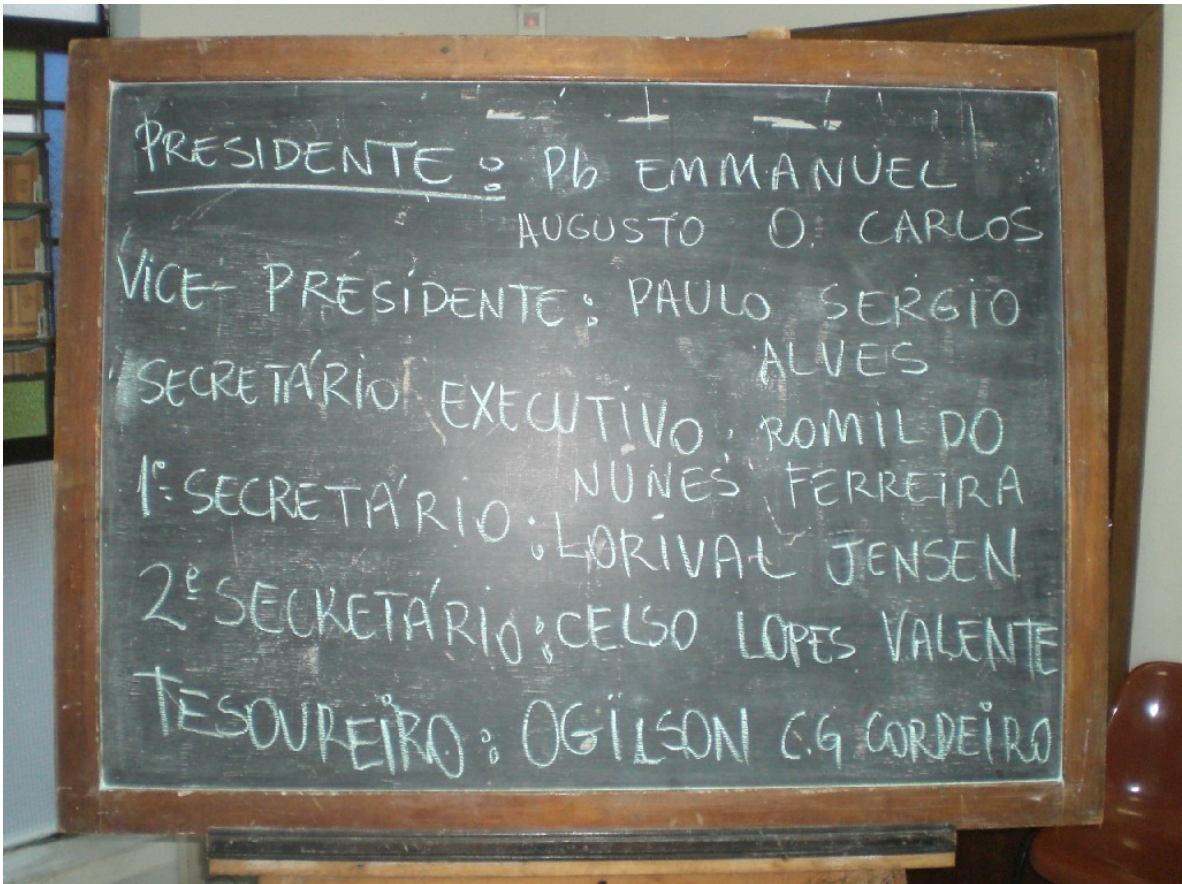 PRESIDENTE: Pb EMMANUEL
AUGUSTO O. CARLOS
VICE-PRESIDENTE: PAULO SERGIO
ALVES
SECRETÁRIO EXECUTIVO: ROMILDO
NUNES FERREIRA
1º SECRETÁRIO: LORIVAL JENSEN
2º SECRETÁRIO: CELSO LOPES VALENTE
TESOUREIRO: OGILSON C.G CORDEIRO